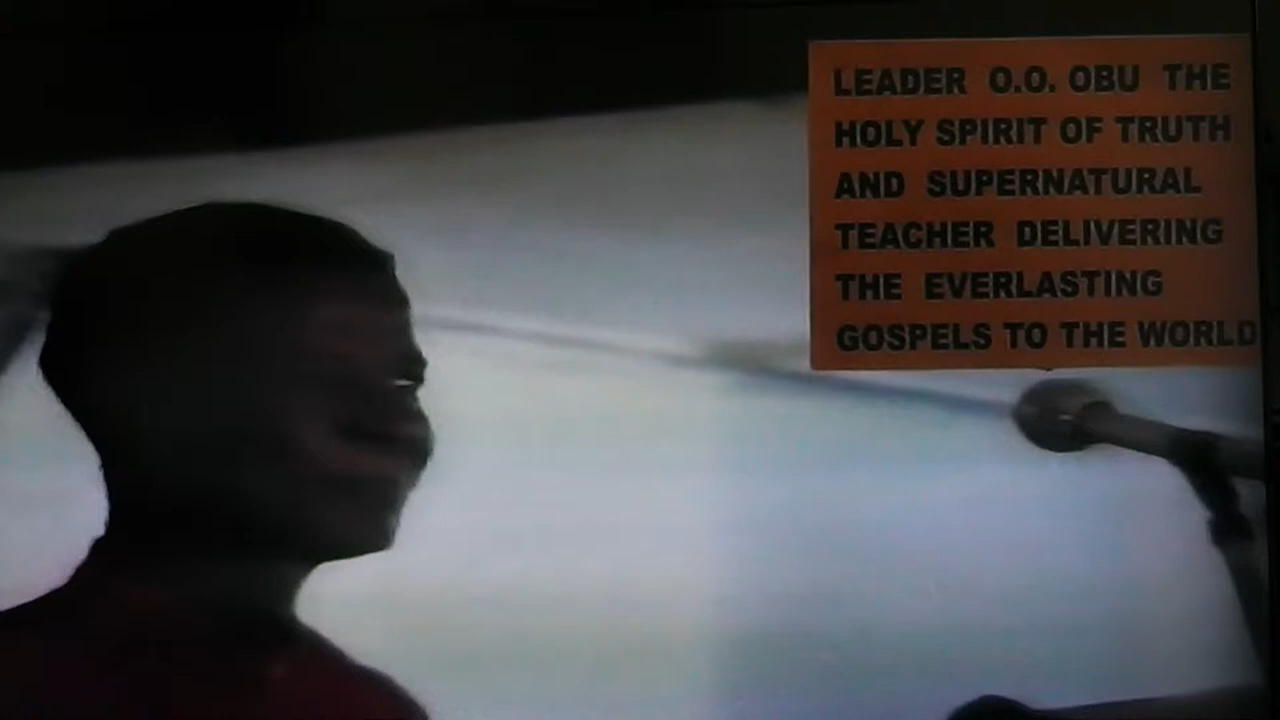 LEADER O.O. OBU THE
HOLY SPIRIT OF TRUTH
AND SUPERNATURAL
TEACHER DELIVERING
THE EVERLASTING
GOSPELS TO THE WORLD